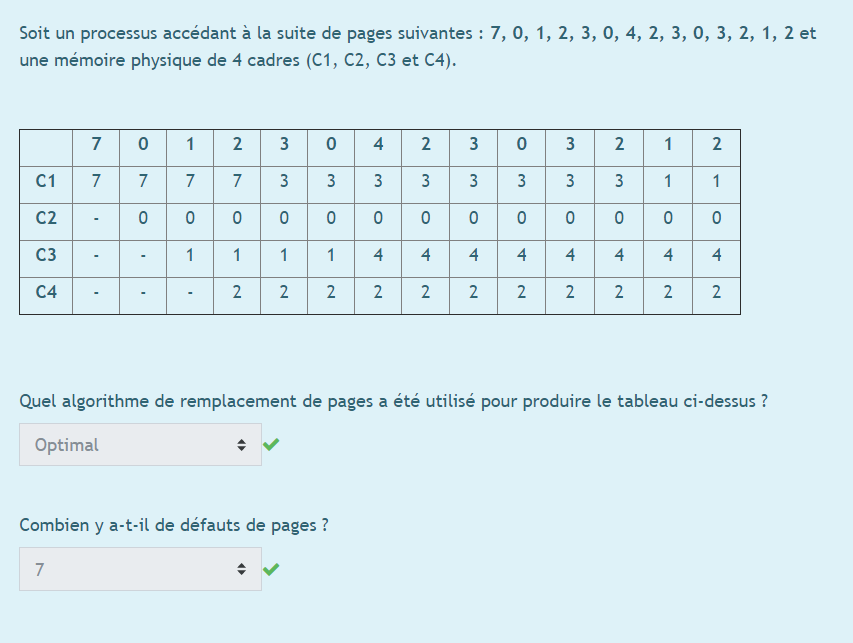 Soit un processus accédant à la suite de pages suivantes : 7, 0, 1, 2, 3, 0, 4, 2, 3, 0, 3, 2, 1, 2 et
une mémoire physique de 4 cadres (C1, C2, C3 et C4).
7 0 1 2 3 0 4 2 3 0 3 2 1 2
C1 7 7 7 7 3 3 3 3 3 3 3 3 1 1
C2 - 0 0 0 0 0 0 0 0 0 0 0 0 0
C3 - - 1 1 1 1 4 4 4 4 4 4 4 4
C4 - - - 2 2 2 2 2 2 2 2 2 2 2
Quel algorithme de remplacement de pages a été utilisé pour produire le tableau ci-dessus ?
Optimal
Combien y a-t-il de défauts de pages ?
7